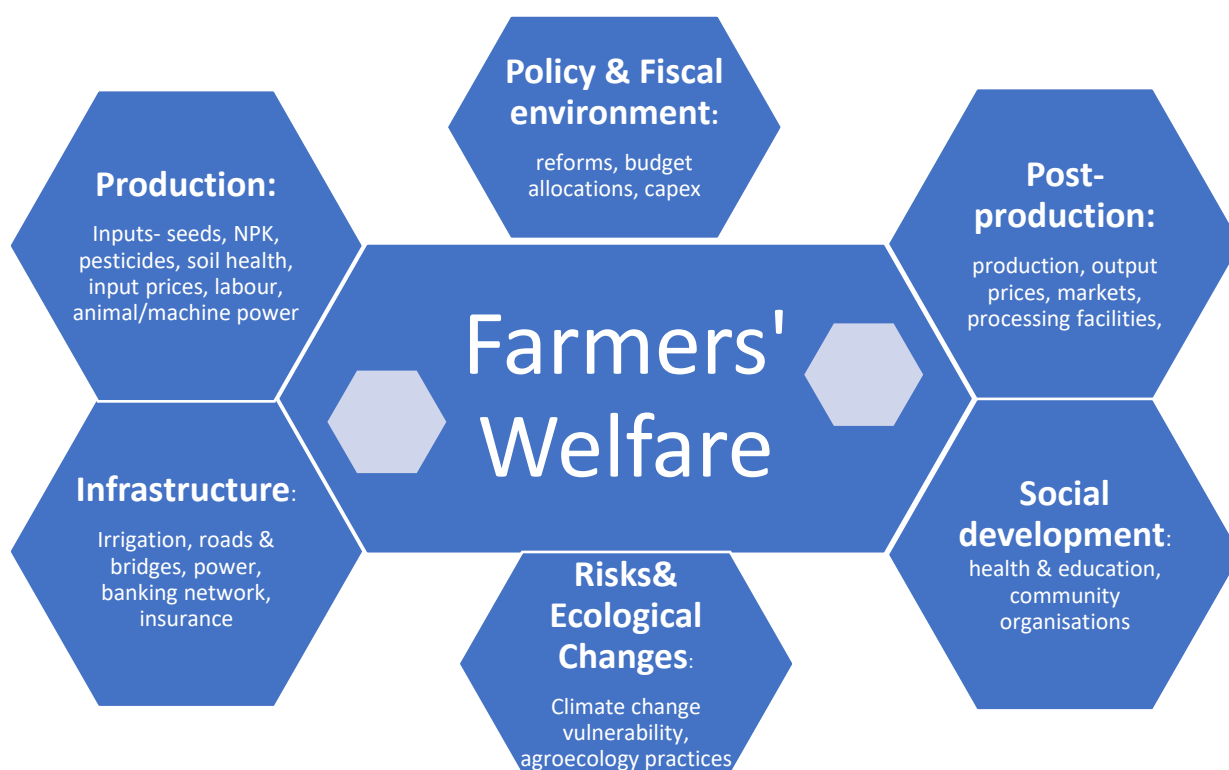 Policy & Fiscal
environment:
reforms, budget
allocations, capex
Production:
Inputs- seeds, NPK,
pesticides, soil health,
input prices, labour,
animal/machine power
Post-
production:
production, output
prices, markets,
processing facilities,
Farmers'
Welfare
Infrastructure:
Irrigation, roads &
bridges, power,
banking network,
insurance
Social
development:
health & education,
community
organisations
Risks&
Ecological
Changes:
Climate change
vulnerability,
agroecology practices